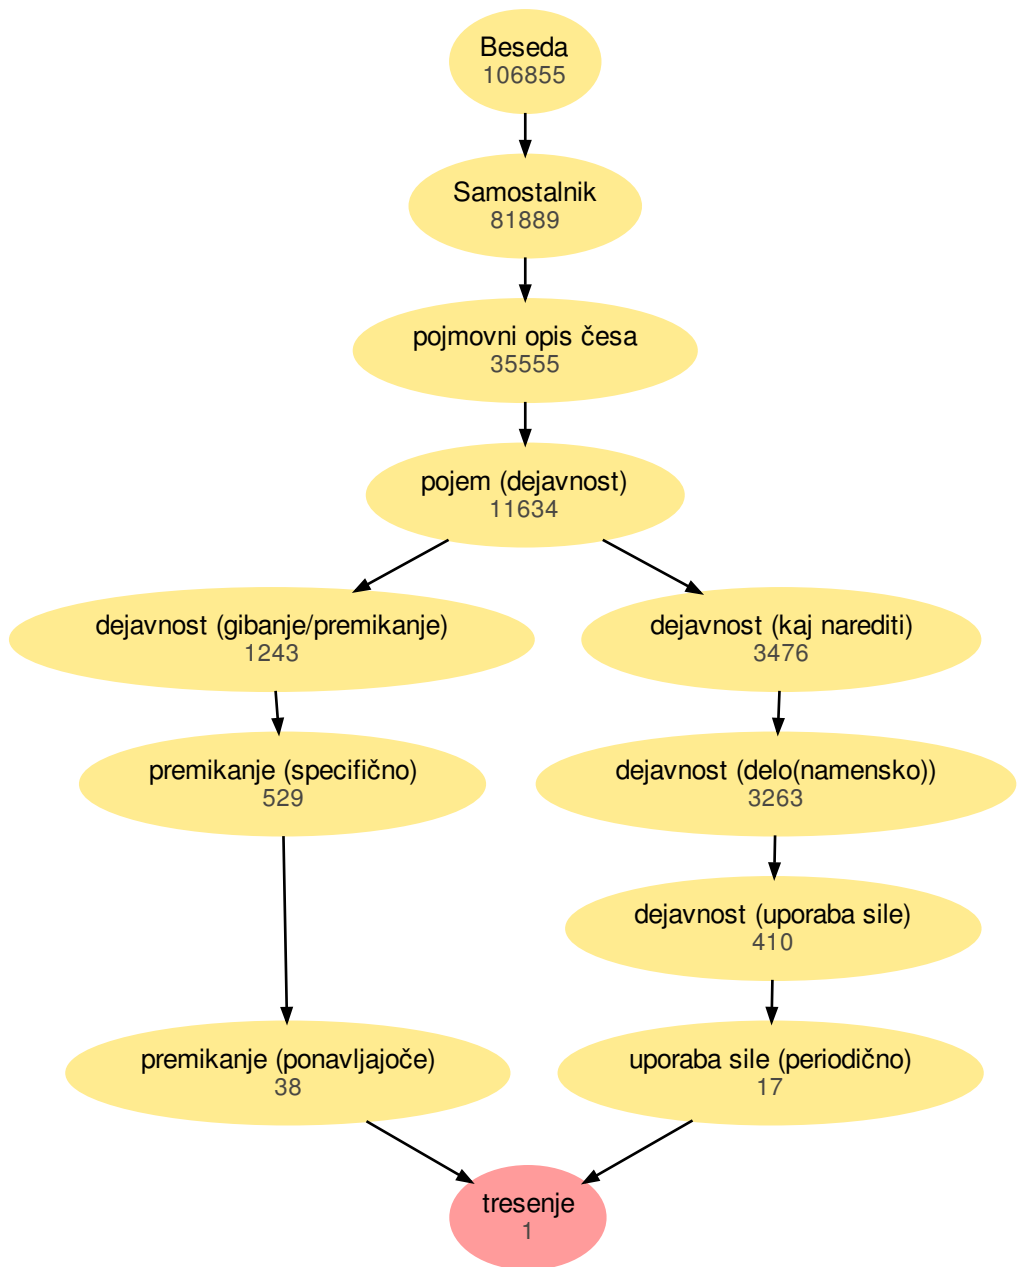 Beseda
106855
Samostalnik
81889
pojmovni opis česa
35555
pojem (dejavnost)
11634
dejavnost (gibanje/premikanje)
1243
dejavnost (kaj narediti)
3476
premikanje (specifično)
529
dejavnost (delo(namensko))
3263
dejavnost (uporaba sile)
410
premikanje (ponavljajoče)
38
uporaba sile (periodično)
17
tresenje
1